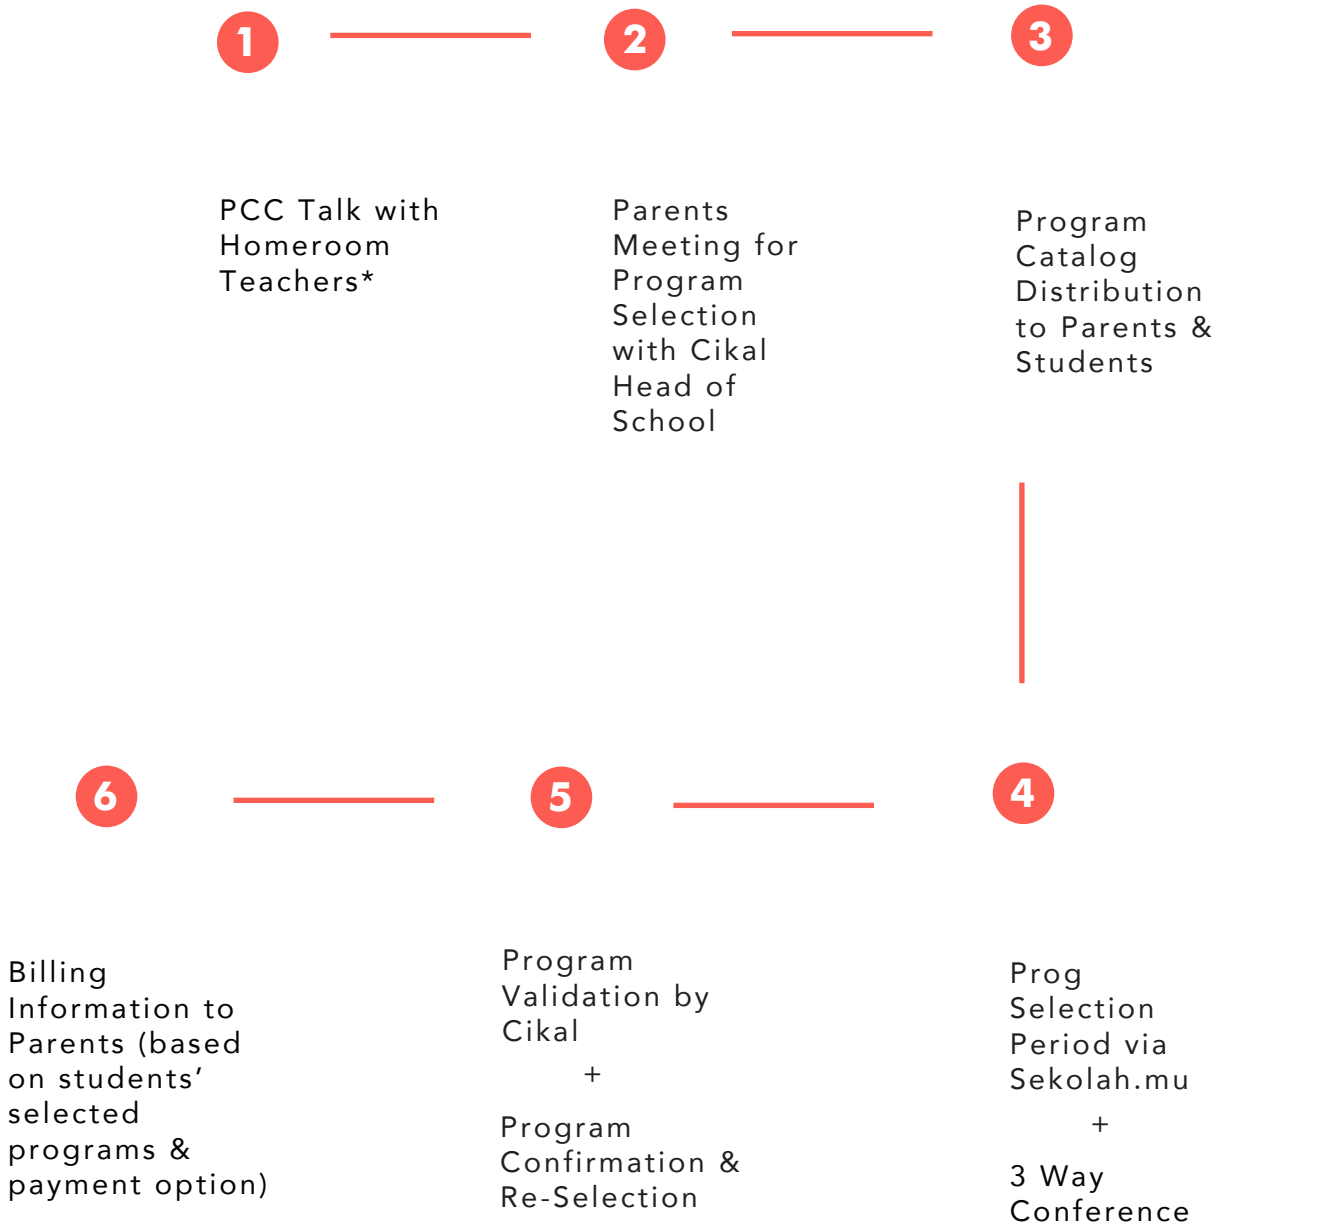 1
2
3
PCC Talk with
Homeroom
Teachers*
Parents
Meeting for
Program
Selection
with Cikal
Head of
School
Program
Catalog
Distribution
to Parents &
Students
4
5
6
Prog
Selection
Period via
Sekolah.mu
+
3 Way
Conference
Program
Validation by
Cikal
+
Program
Confirmation &
Re-Selection
Billing
Information to
Parents (based
on students’
selected
programs &
payment option)